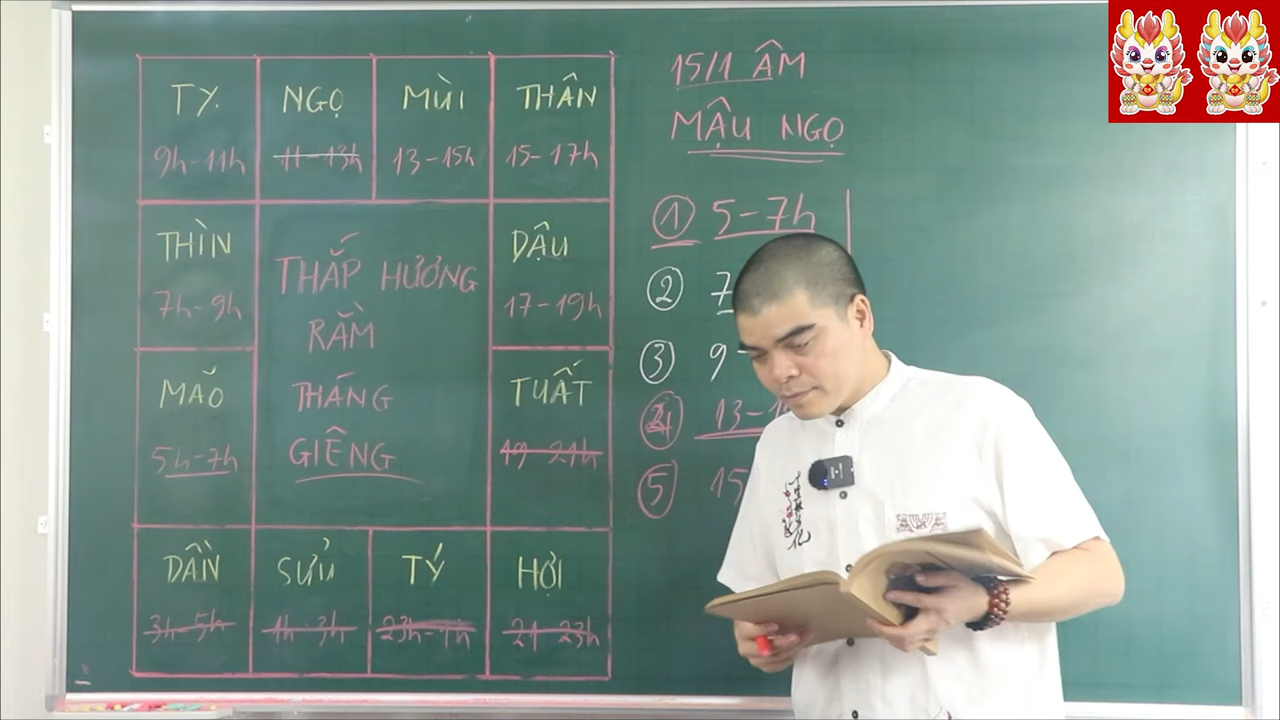 TỴ
NGỌ
MÙI
THÂN
9h-11h
11-13h
13-15h
15-17h
THÌN
DẬU
7h-9h
17-19h
THẮP HƯƠNG
RẰM
THÁNG
GIÊNG
MÃO
TUẤT
5h-7h
19-21h
DẦN
SỬU
TÝ
HỢI
3h-5h
1h-3h
23h-1h
21-23h
15/1 ÂM
MẬU NGỌ
1 5-7h
2 7
3 9-
4 13-1
5 15